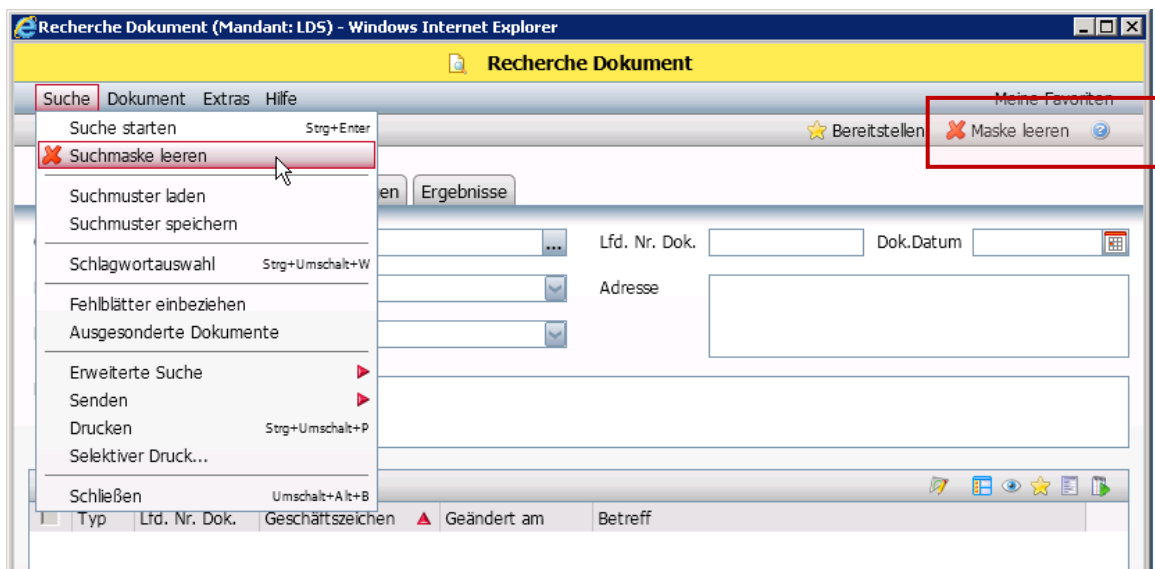 Recherche Dokument (Mandant: LDS) - Windows Internet Explorer
Recherche Dokument
Suche Dokument Extras Hilfe Meine Favoriten
Suche starten Strg+Enter Bereitstellen Maske leeren
Suchmaske leeren
Suchmuster laden en Ergebnisse
Suchmuster speichern
Lfd. Nr. Dok. Dok.Datum
Schlagwortauswahl Strg+Umschalt+W
Adresse
Fehlblätter einbeziehen
Ausgesonderte Dokumente
Erweiterte Suche
Senden
Drucken Strg+Umschalt+P
Selektiver Druck...
Schließen Umschalt+Alt+B
Typ Lfd. Nr. Dok. Geschäftszeichen Geändert am Betreff